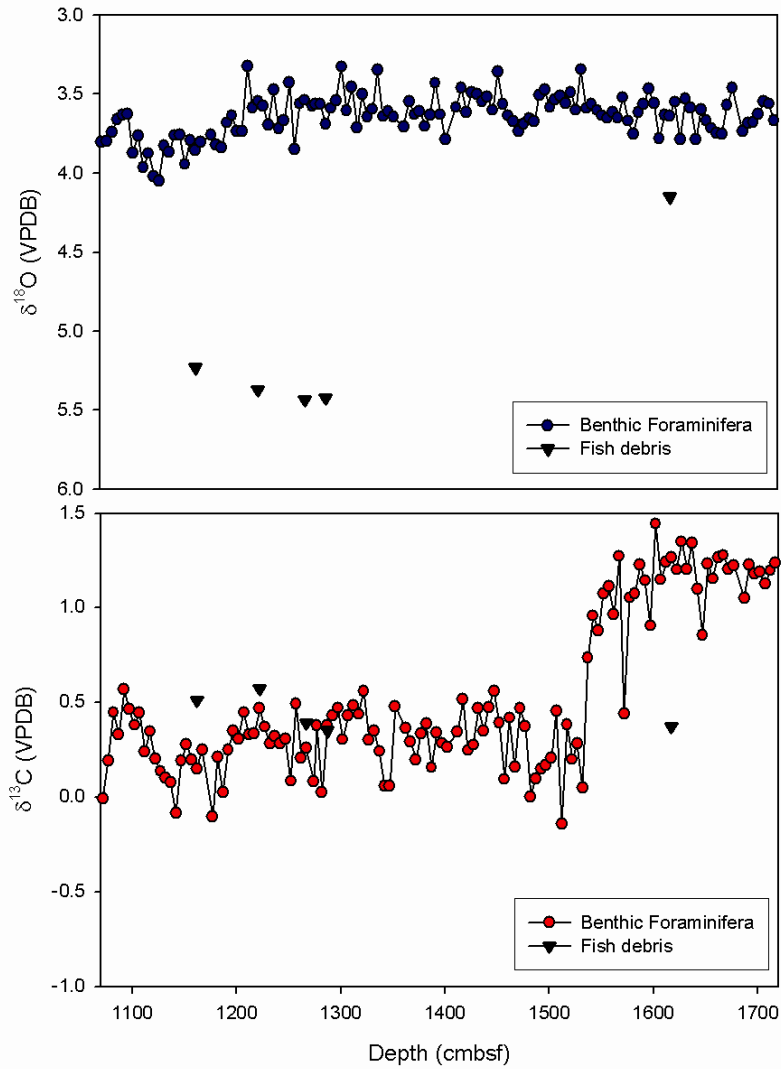 3.0
3.5
4.0
4.5
5.0
5.5
6.0
δ18O (VPDB)
Benthic Foraminifera
Fish debris
1.5
1.0
0.5
0.0
-0.5
-1.0
δ13C (VPDB)
Benthic Foraminifera
Fish debris
1100 1200 1300 1400 1500 1600 1700
Depth (cmbsf)